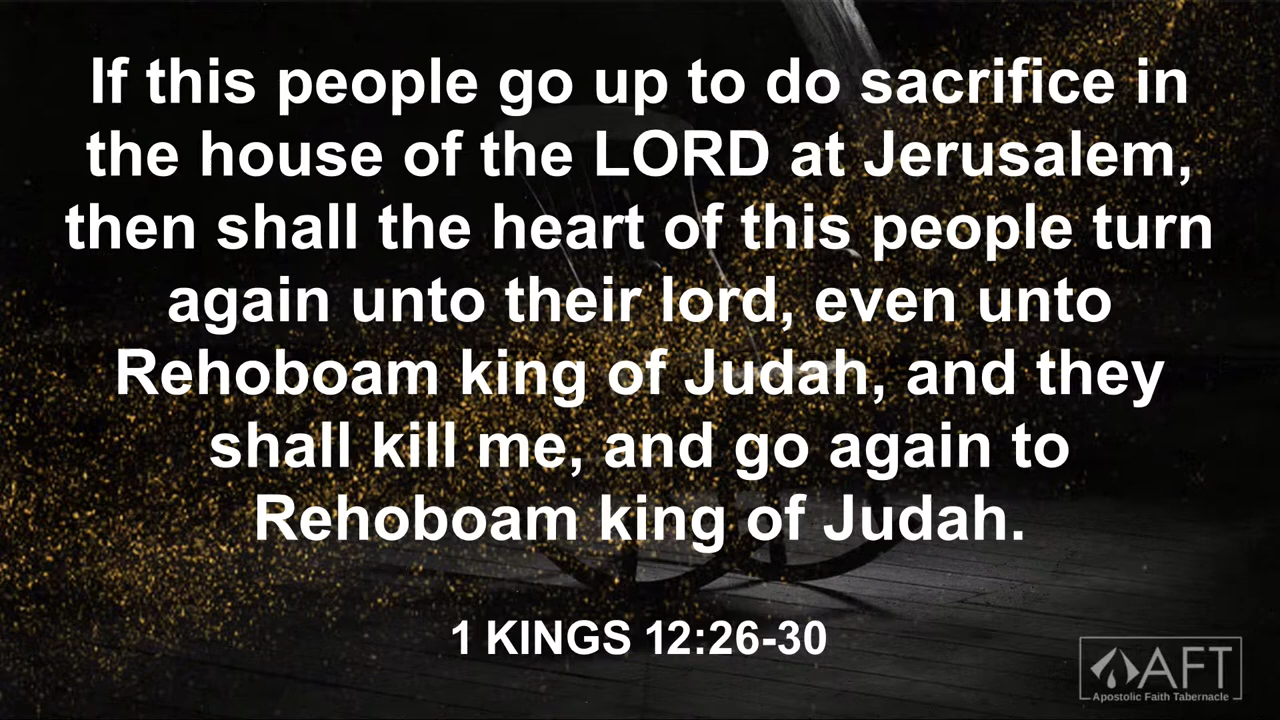 If this people go up to do sacrifice in
the house of the LORD at Jerusalem,
then shall the heart of this people turn
again unto their lord, even unto
Rehoboam king of Judah, and they
shall kill me, and go again to
Rehoboam king of Judah.
1 KINGS 12:26-30
AFT
Apostolic Faith Tabernacle